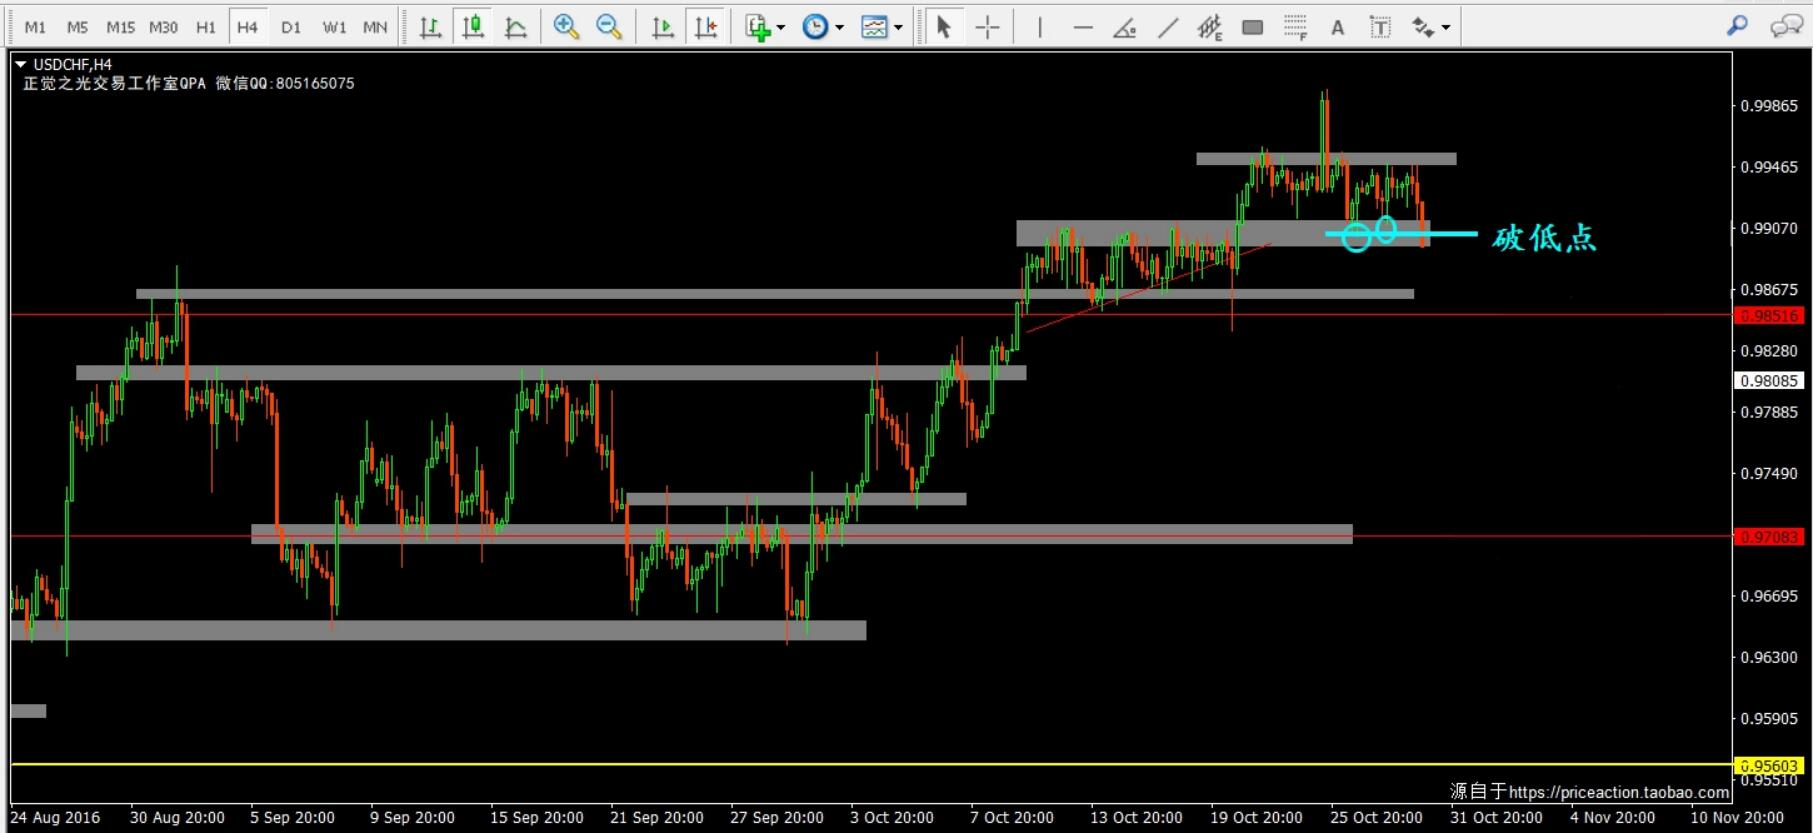 M1 M5 M15 M30 H1 H4 D1 W1 MN E F A T
USDCHF,H4
正觉之光交易工作室QPA 微信QQ:805165075
0.99865
0.99465
0.99070
破低点
0.98675
0.98516
0.98280
0.98085
0.97885
0.97490
0.97083
0.96695
0.96300
0.95905
0.95603
0.95510
源自于https://priceaction.taobao.com
24 Aug 2016 30 Aug 20:00 5 Sep 20:00 9 Sep 20:00 15 Sep 20:00 21 Sep 20:00 27 Sep 20:00 3 Oct 20:00 7 Oct 20:00 13 Oct 20:00 19 Oct 20:00 25 Oct 20:00 31 Oct 20:00 4 Nov 20:00 10 Nov 20:00